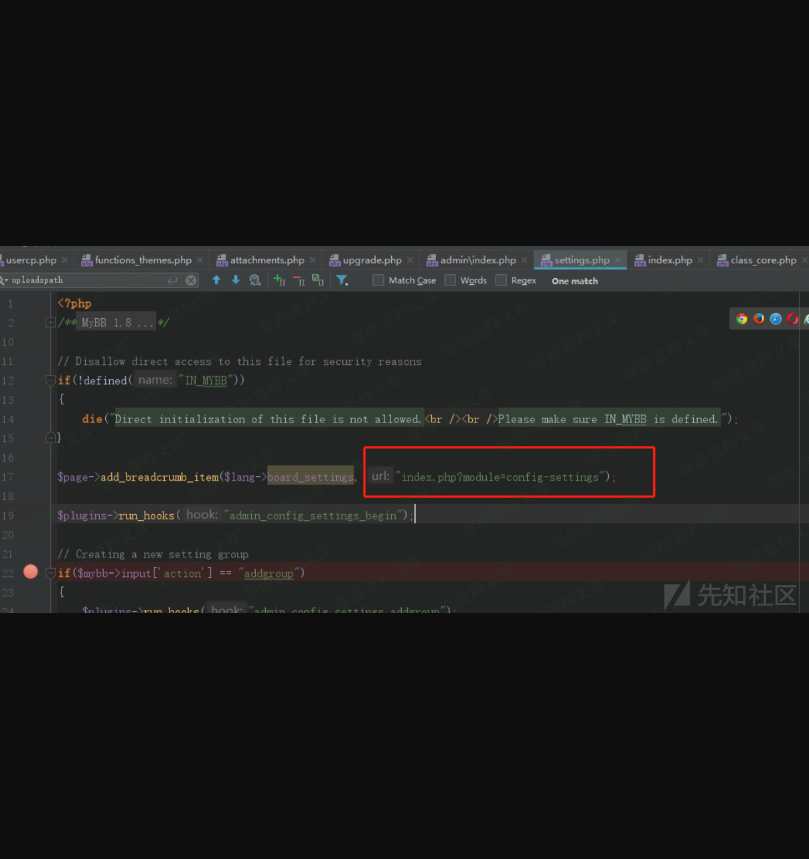 usercp.php × functions_themes.php × attachments.php × upgrade.php × admin\index.php × settings.php × index.php × class_core.php ×
uploadspath Match Case Words Regex One match
1 <?php
2 /** MyBB 1.8 ...*/
10
11 // Disallow direct access to this file for security reasons
12 if(!defined( name: "IN_MYBB"))
13 {
14 die("Direct initialization of this file is not allowed.<br /><br />Please make sure IN_MYBB is defined.");
15 }
16
17 $page->add_breadcrumb_item($lang->board_settings, url: "index.php?module=config-settings");
18
19 $plugins->run_hooks( hook: "admin_config_settings_begin");
20
21 // Creating a new setting group
22 if($mybb->input['action'] == "addgroup")
23 {
24 $plugins->run_hooks( hook: "admin_config_settings_addgroup");
先知社区